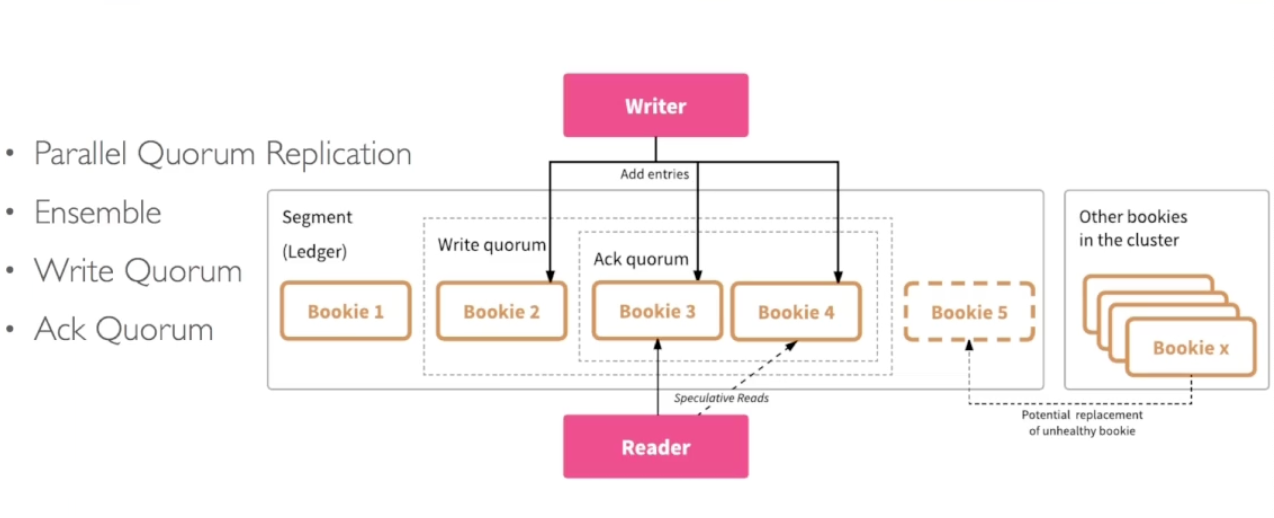 • Parallel Quorum Replication
• Ensemble
• Write Quorum
• Ack Quorum
Writer
Add entries
Segment
(Ledger)
Write quorum
Ack quorum
Bookie 1
Bookie 2
Bookie 3
Bookie 4
Bookie 5
Other bookies
in the cluster
Bookie x
Speculative Reads
Potential replacement
of unhealthy bookie
Reader